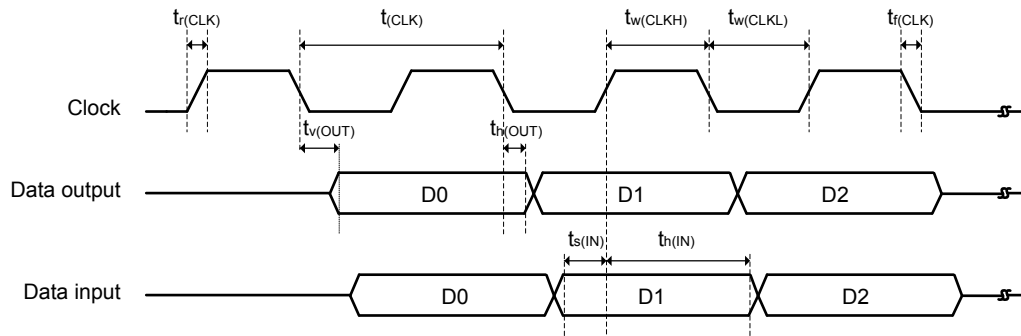 tr(CLK) t(CLK) tw(CLKH) tw(CLKL) tf(CLK)
Clock
tv(OUT) th(OUT)
Data output D0 D1 D2
ts(IN) th(IN)
Data input D0 D1 D2